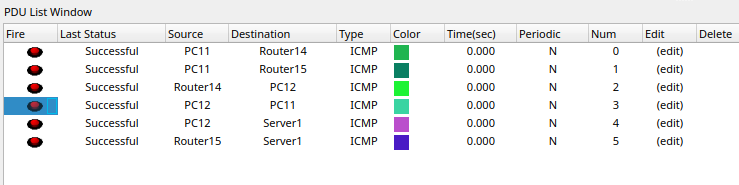 PDU List Window
Fire Last Status Source Destination Type Color Time(sec) Periodic Num Edit Delete
Successful PC11 Router14 ICMP 0.000 N 0 (edit)
Successful PC11 Router15 ICMP 0.000 N 1 (edit)
Successful Router14 PC12 ICMP 0.000 N 2 (edit)
Successful PC12 PC11 ICMP 0.000 N 3 (edit)
Successful PC12 Server1 ICMP 0.000 N 4 (edit)
Successful Router15 Server1 ICMP 0.000 N 5 (edit)